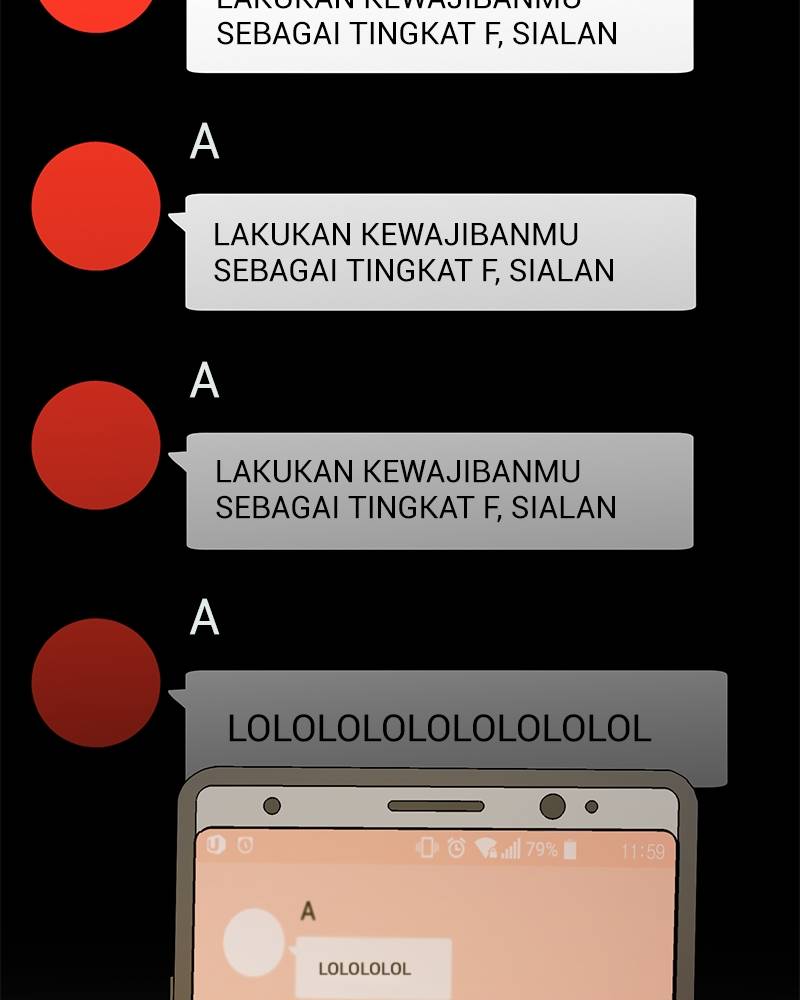 LAKUKAN KEWAJIBANMU
SEBAGAI TINGKAT F, SIALAN
A
LAKUKAN KEWAJIBANMU
SEBAGAI TINGKAT F, SIALAN
A
LAKUKAN KEWAJIBANMU
SEBAGAI TINGKAT F, SIALAN
A
LOLOLOLOLOLOLOLOLOL
79% 11:59
A
LOLOLOLOL